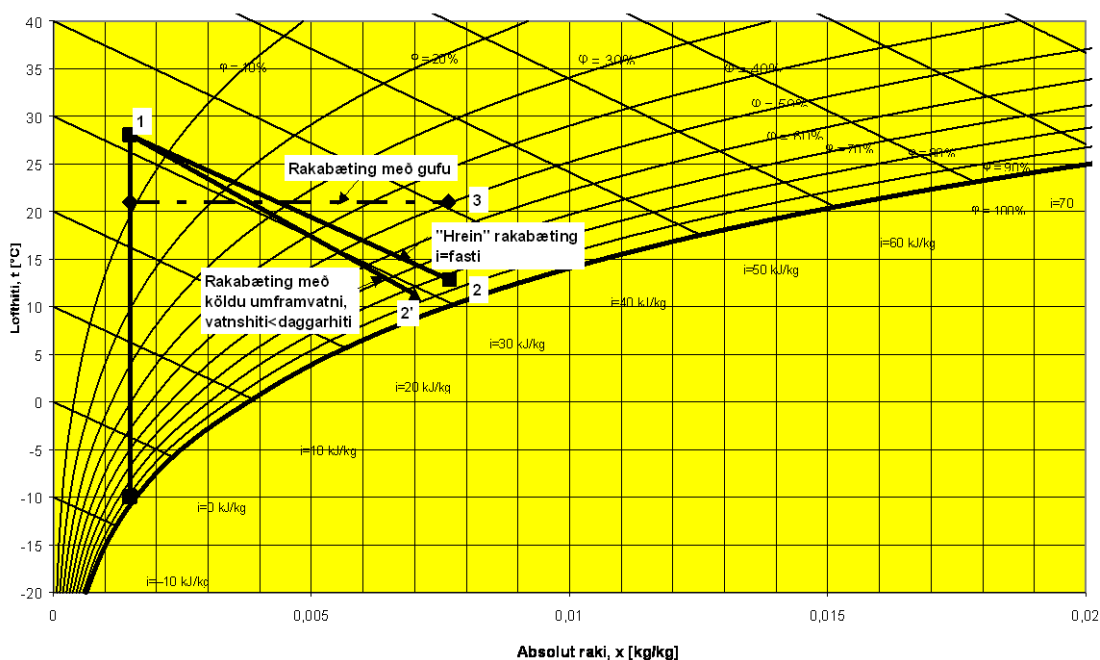 40
35
30
25
20
15
10
5
0
-5
-10
-15
-20
Lofthiti, t [°C]
φ = 10%
φ = 20%
φ = 30%
φ = 40%
φ = 50%
φ = 60%
φ = 70%
φ = 80%
φ = 90%
φ = 100%
i=70
i=60 kJ/kg
i=50 kJ/kg
i=40 kJ/kg
i=30 kJ/kg
i=20 kJ/kg
i=10 kJ/kg
i=0 kJ/kg
i=-10 kJ/kg
1
Rakabæting með gufu
3
"Hrein" rakabæting
i=fasti
Rakabæting með
köldu umframvatni,
vatnshiti<daggarhiti
2
2'
0
0,005
0,01
0,015
0,02
Absolut raki, x [kg/kg]